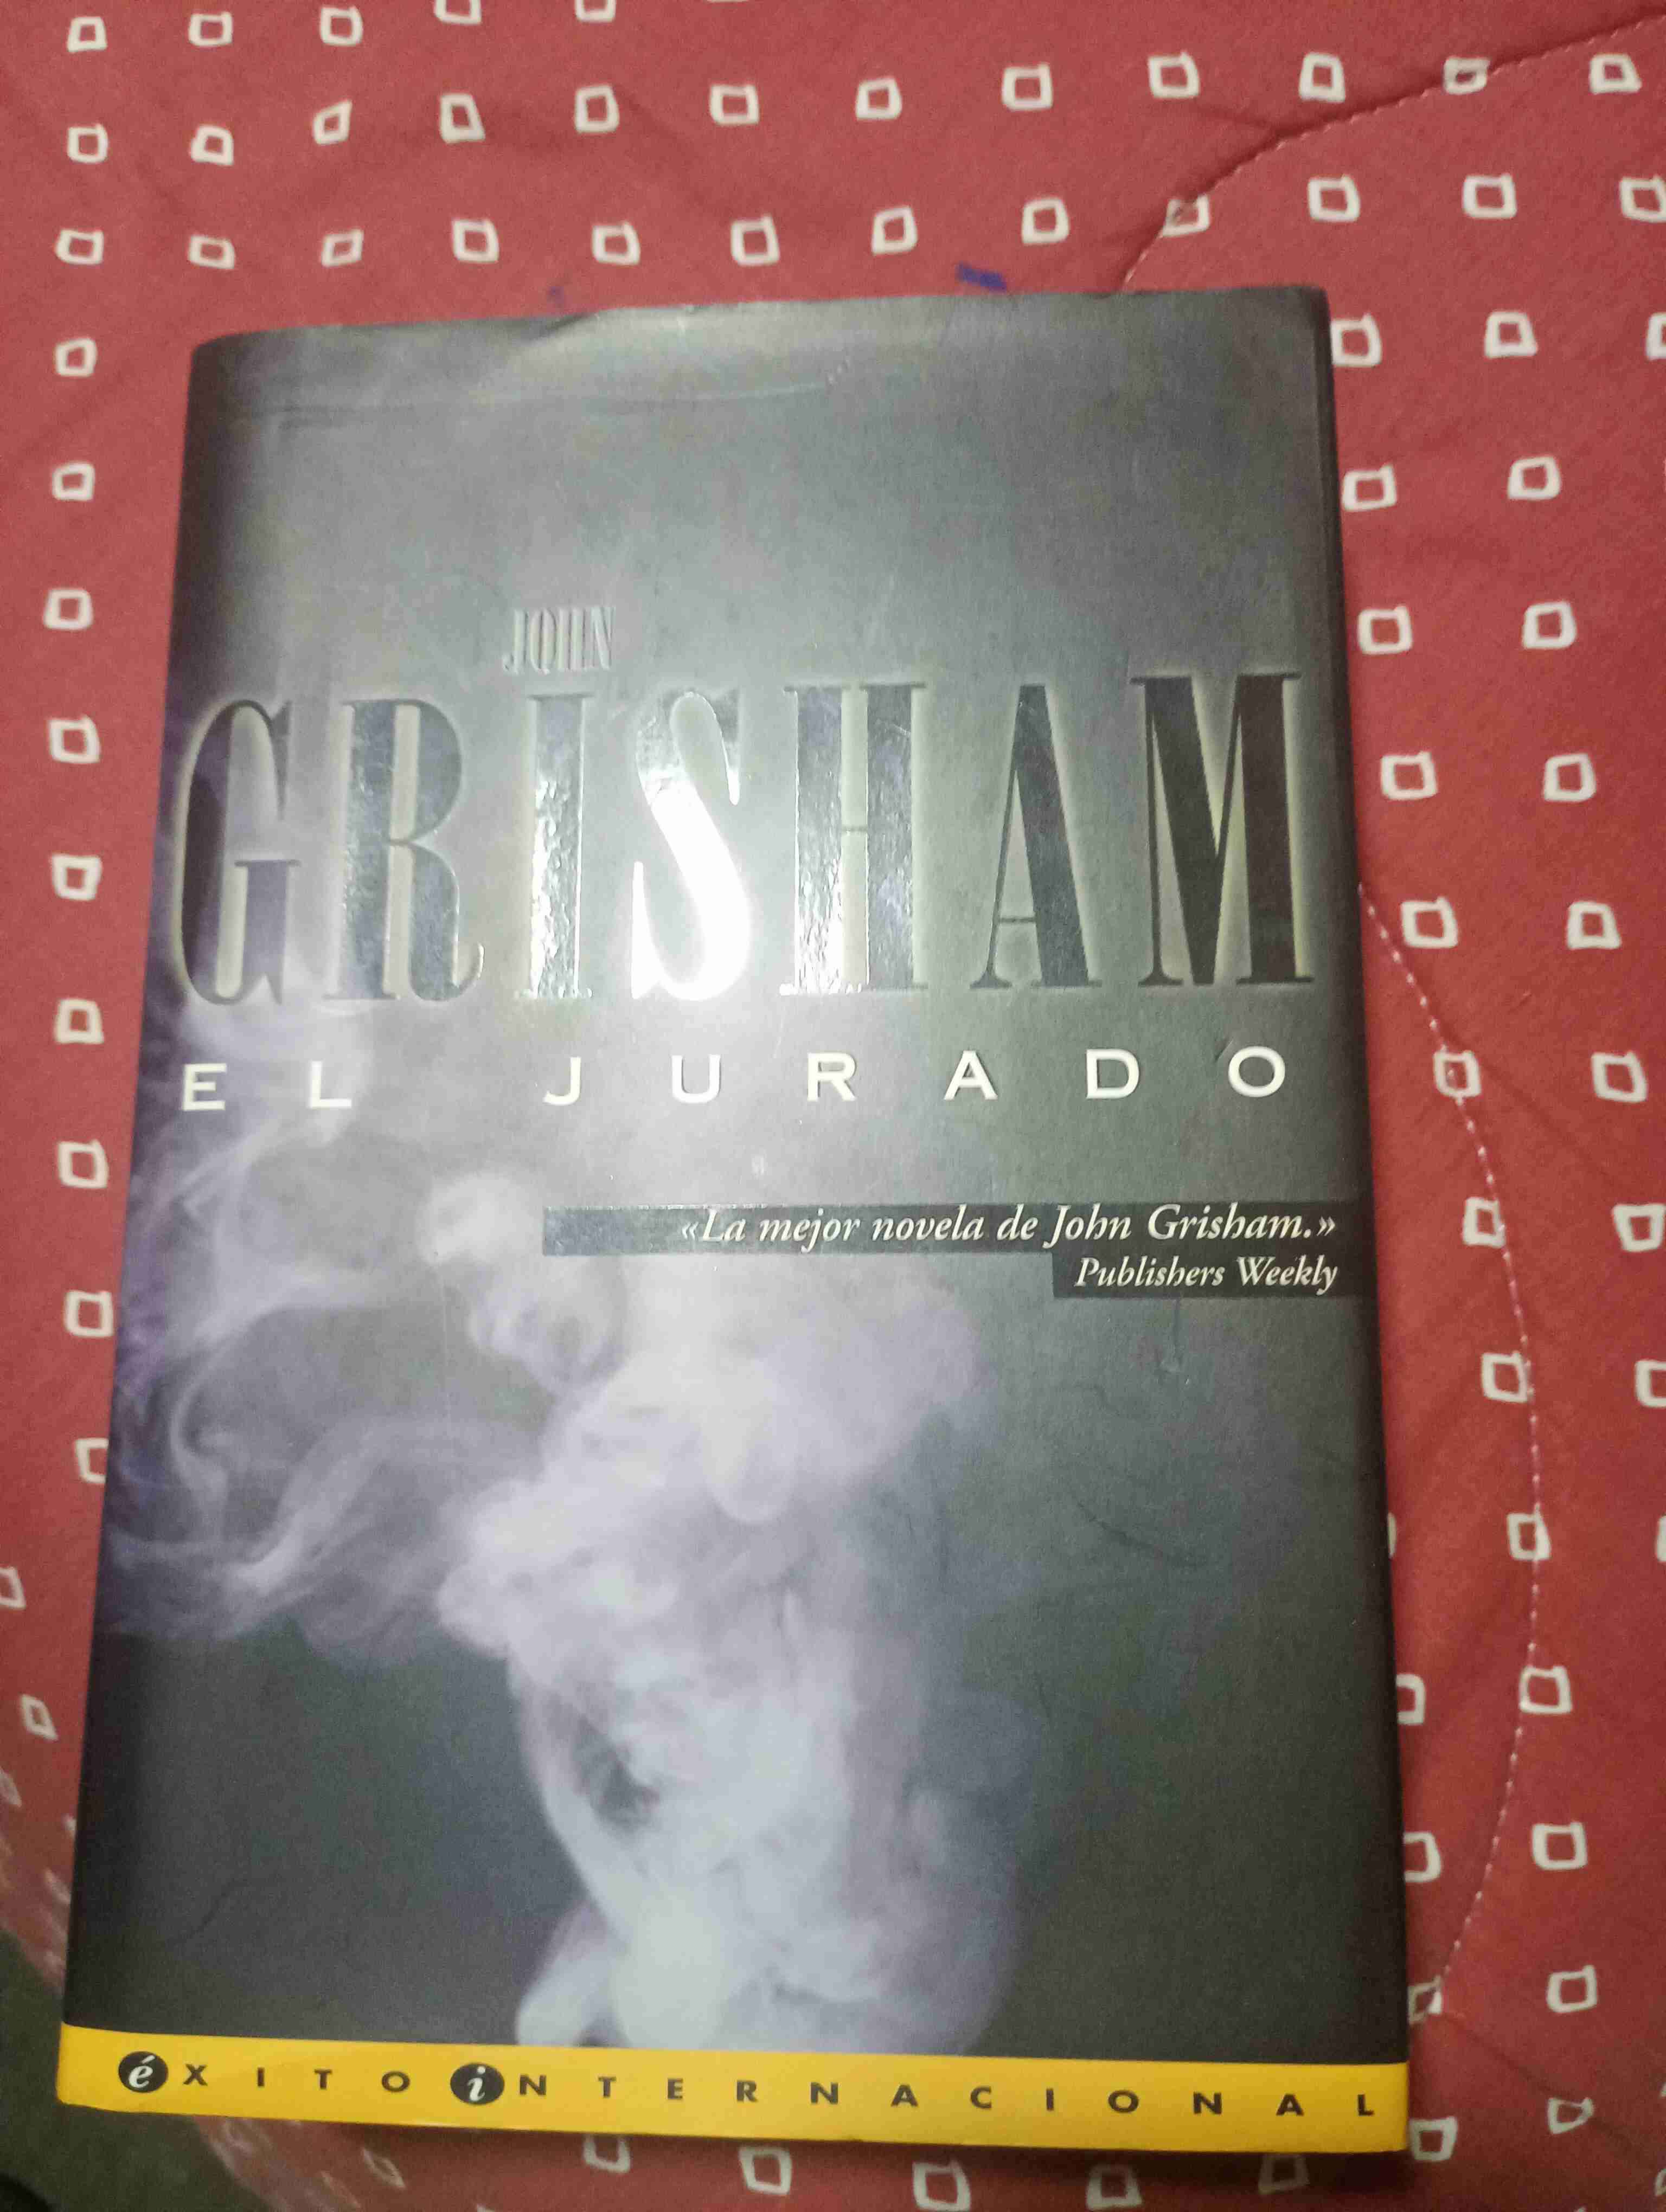 JOHN
GRISHAM
EL JURADO
«La mejor novela de John Grisham.»
Publishers Weekly
éXITO iNTERNACIONAL